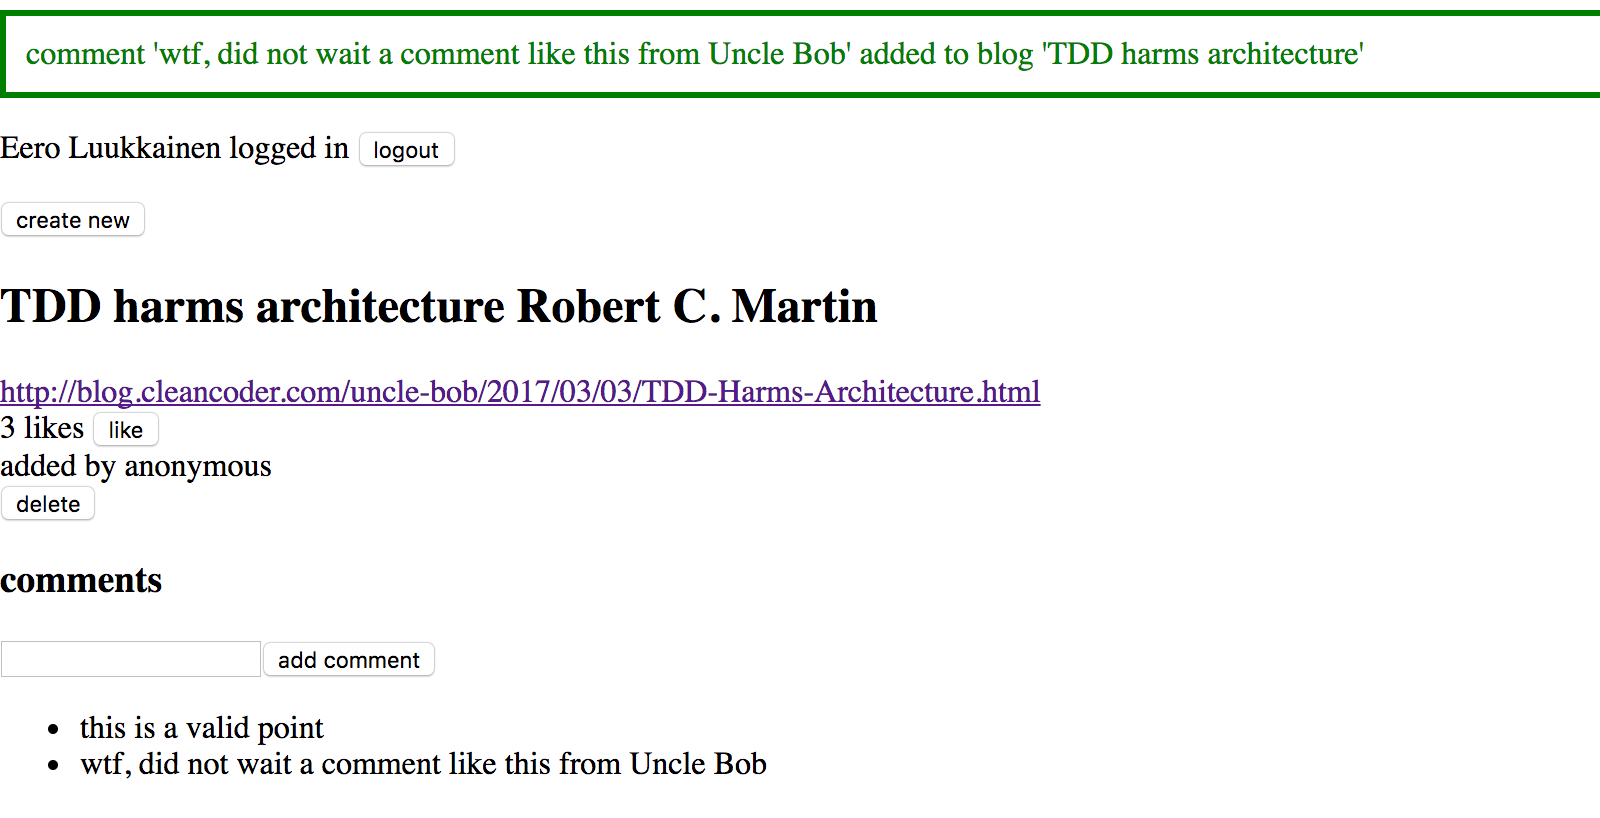 comment 'wtf, did not wait a comment like this from Uncle Bob' added to blog 'TDD harms architecture'
Eero Luukkainen logged in logout
create new
TDD harms architecture Robert C. Martin
http://blog.cleancoder.com/uncle-bob/2017/03/03/TDD-Harms-Architecture.html
3 likes like
added by anonymous
delete
comments
add comment
this is a valid point
wtf, did not wait a comment like this from Uncle Bob